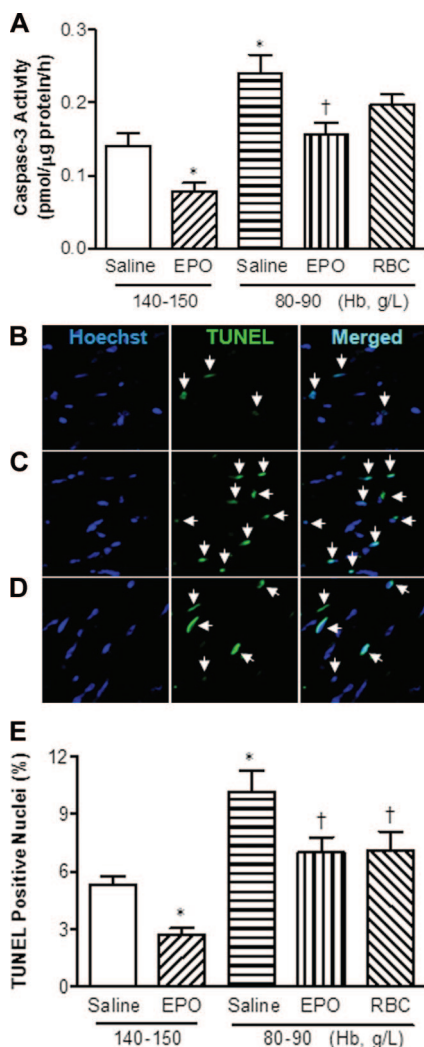 A
Caspase-3 Activity
(pmol/µg protein/h)
0.3
0.2
0.1
0.0
*
*
†
Saline EPO Saline EPO RBC
140-150 80-90 (Hb, g/L)
B Hoechst TUNEL Merged
C
D
E
TUNEL Positive Nuclei (%)
12
9
6
3
0
*
*
†
†
Saline EPO Saline EPO RBC
140-150 80-90 (Hb, g/L)